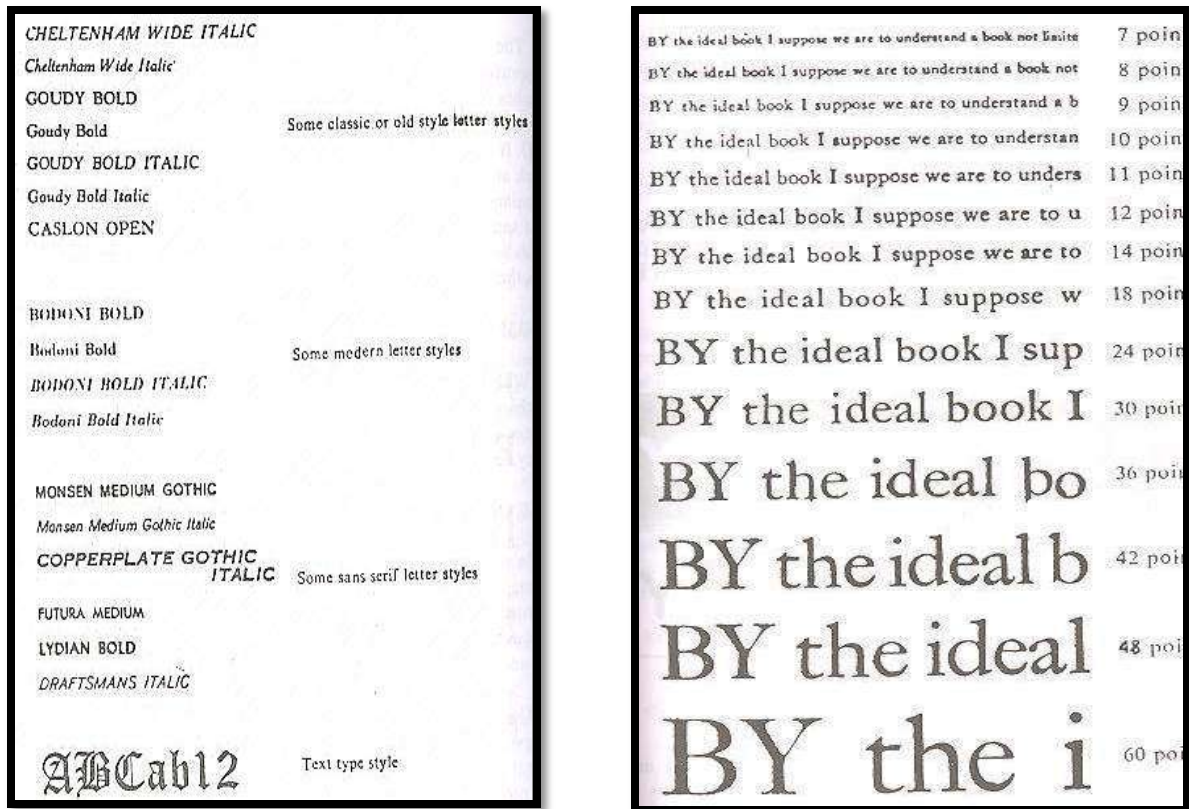 CHELTENHAM WIDE ITALIC
Cheltenham Wide Italic
GOUDY BOLD
Goudy Bold
Some classic or old style letter styles
GOUDY BOLD ITALIC
Goudy Bold Italic
CASLON OPEN
BODONI BOLD
Bodoni Bold
Some modern letter styles
BODONI BOLD ITALIC
Bodoni Bold Italic
MONSEN MEDIUM GOTHIC
Monsen Medium Gothic Italic
COPPERPLATE GOTHIC
ITALIC
Some sans serif letter styles
FUTURA MEDIUM
LYDIAN BOLD
DRAFTSMANS ITALIC
ABCab12
Text type style
BY the ideal book I suppose we are to understand a book not limite 7 poin
BY the ideal book I suppose we are to understand a book not 8 poin
BY the ideal book I suppose we are to understand a b 9 poin
BY the ideal book I suppose we are to understan 10 poin
BY the ideal book I suppose we are to unders 11 poin
BY the ideal book I suppose we are to u 12 poin
BY the ideal book I suppose we are to 14 poin
BY the ideal book I suppose w 18 poin
BY the ideal book I sup 24 poin
BY the ideal book I 30 poin
BY the ideal bo 36 poin
BY the ideal b 42 poin
BY the ideal 48 poi
BY the i 60 poi